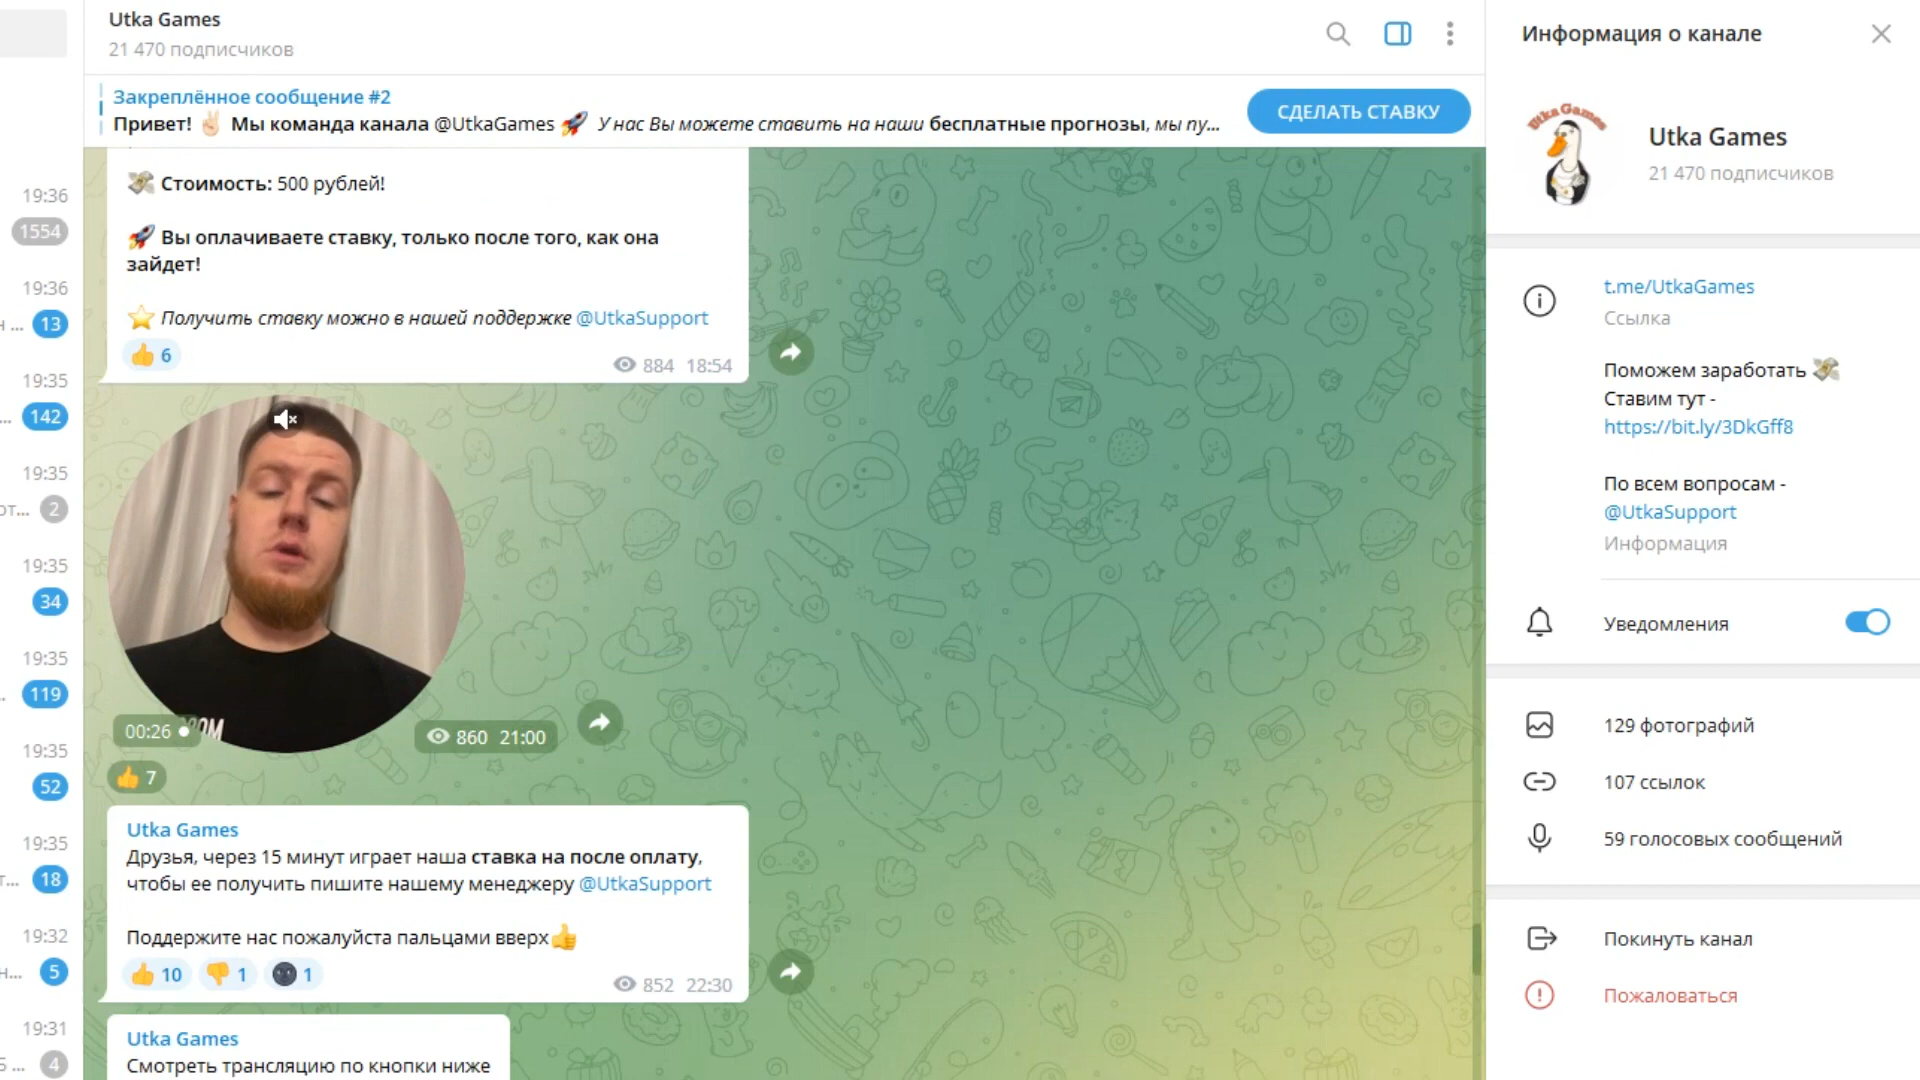 19:36
1554
19:36
13
19:35
142
19:35
2
19:35
34
19:35
119
19:35
52
19:35
18
19:32
5
19:31
4
Utka Games
21 470 подписчиков
Закреплённое сообщение #2
Привет! ✌🏻 Мы команда канала @UtkaGames 🚀 У нас Вы можете ставить на наши бесплатные прогнозы, мы пу...
СДЕЛАТЬ СТАВКУ
💸 Стоимость: 500 рублей!
🚀 Вы оплачиваете ставку, только после того, как она
зайдет!
⭐ Получить ставку можно в нашей поддержке @UtkaSupport
👍 6
884 18:54
00:26
860 21:00
👍 7
Utka Games
Друзья, через 15 минут играет наша ставка на после оплату,
чтобы ее получить пишите нашему менеджеру @UtkaSupport
Поддержите нас пожалуйста пальцами вверх👍
👍 10 👎 1 🌚 1
852 22:30
Utka Games
Смотреть трансляцию по кнопки ниже
Информация о канале
Utka Games
Utka Games
21 470 подписчиков
t.me/UtkaGames
Ссылка
Поможем заработать 💸
Ставим тут -
https://bit.ly/3DkGff8
По всем вопросам -
@UtkaSupport
Информация
Уведомления
129 фотографий
107 ссылок
59 голосовых сообщений
Покинуть канал
Пожаловаться